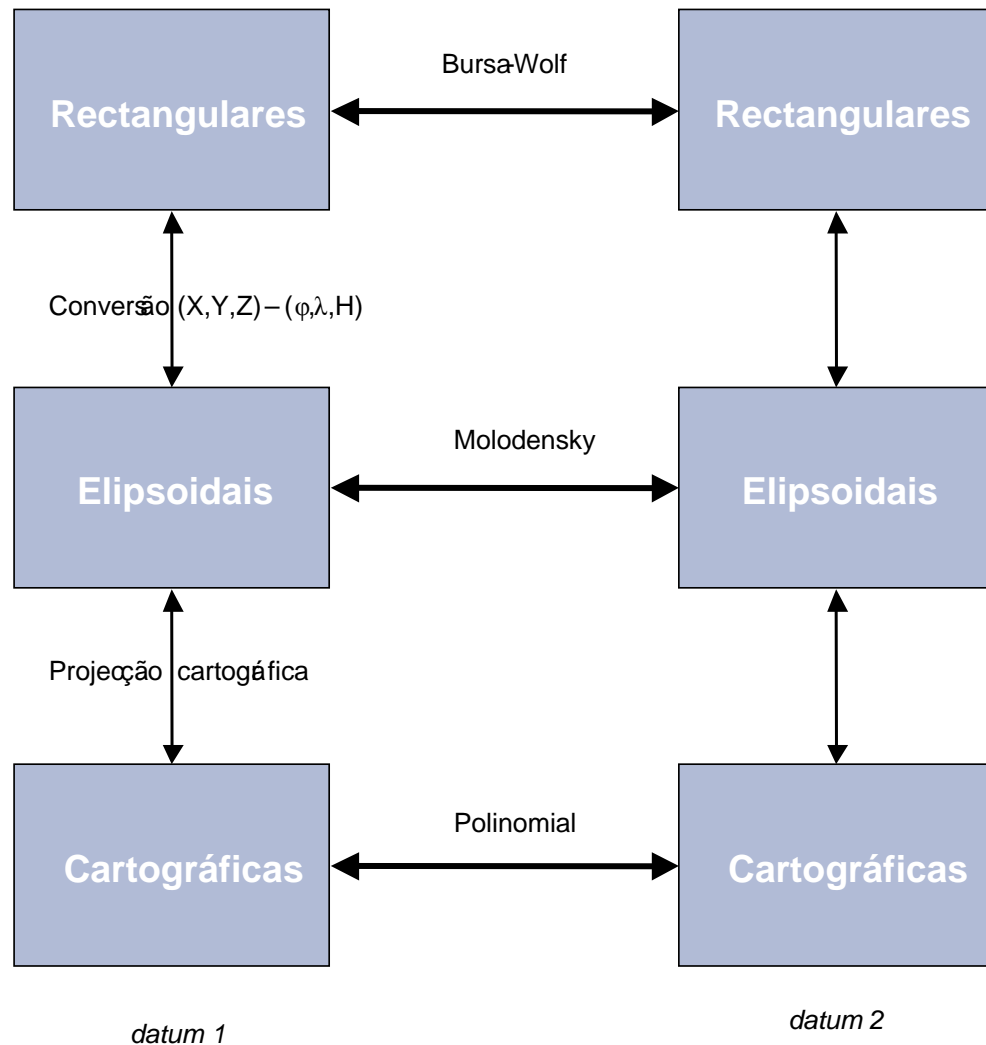 Bursa-Wolf
Rectangulares
Rectangulares
Conversão (X,Y,Z) – (φ,λ,H)
Molodensky
Elipsoidais
Elipsoidais
Projecção cartográfica
Polinomial
Cartográficas
Cartográficas
datum 1
datum 2